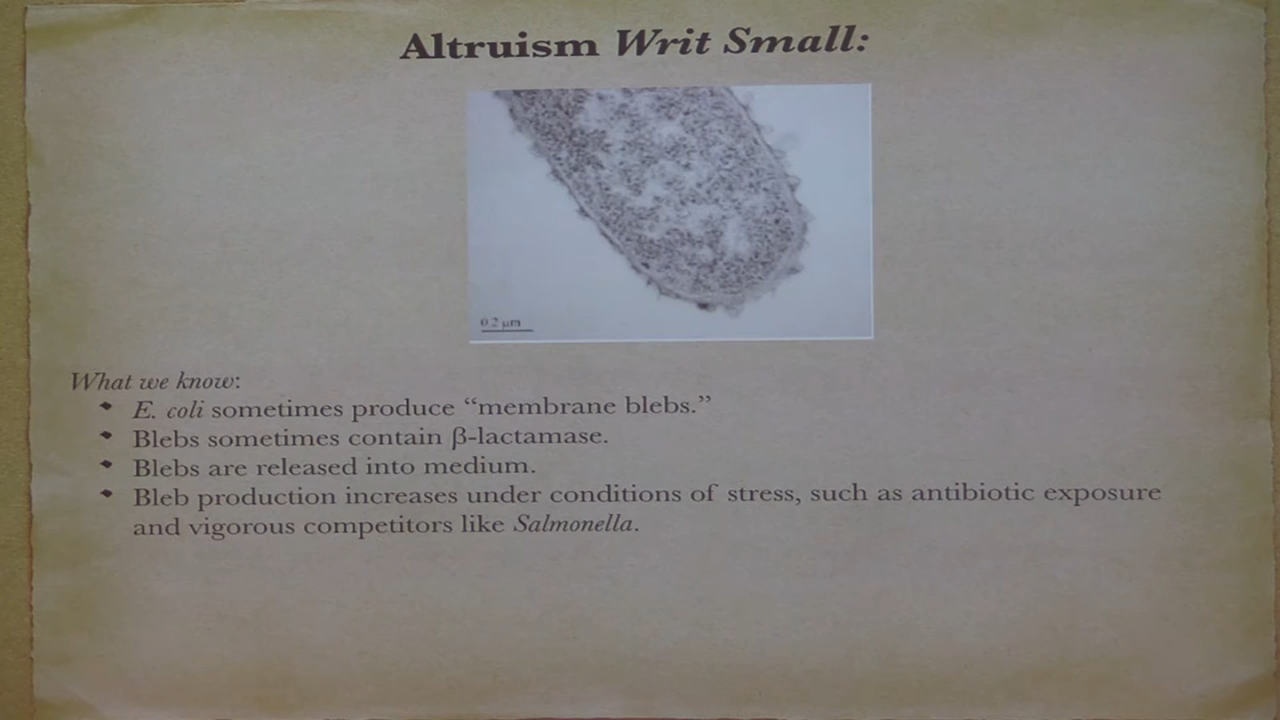 Altruism Writ Small:
0.2 µm
What we know:
E. coli sometimes produce “membrane blebs.”
Blebs sometimes contain β-lactamase.
Blebs are released into medium.
Bleb production increases under conditions of stress, such as antibiotic exposure
and vigorous competitors like Salmonella.